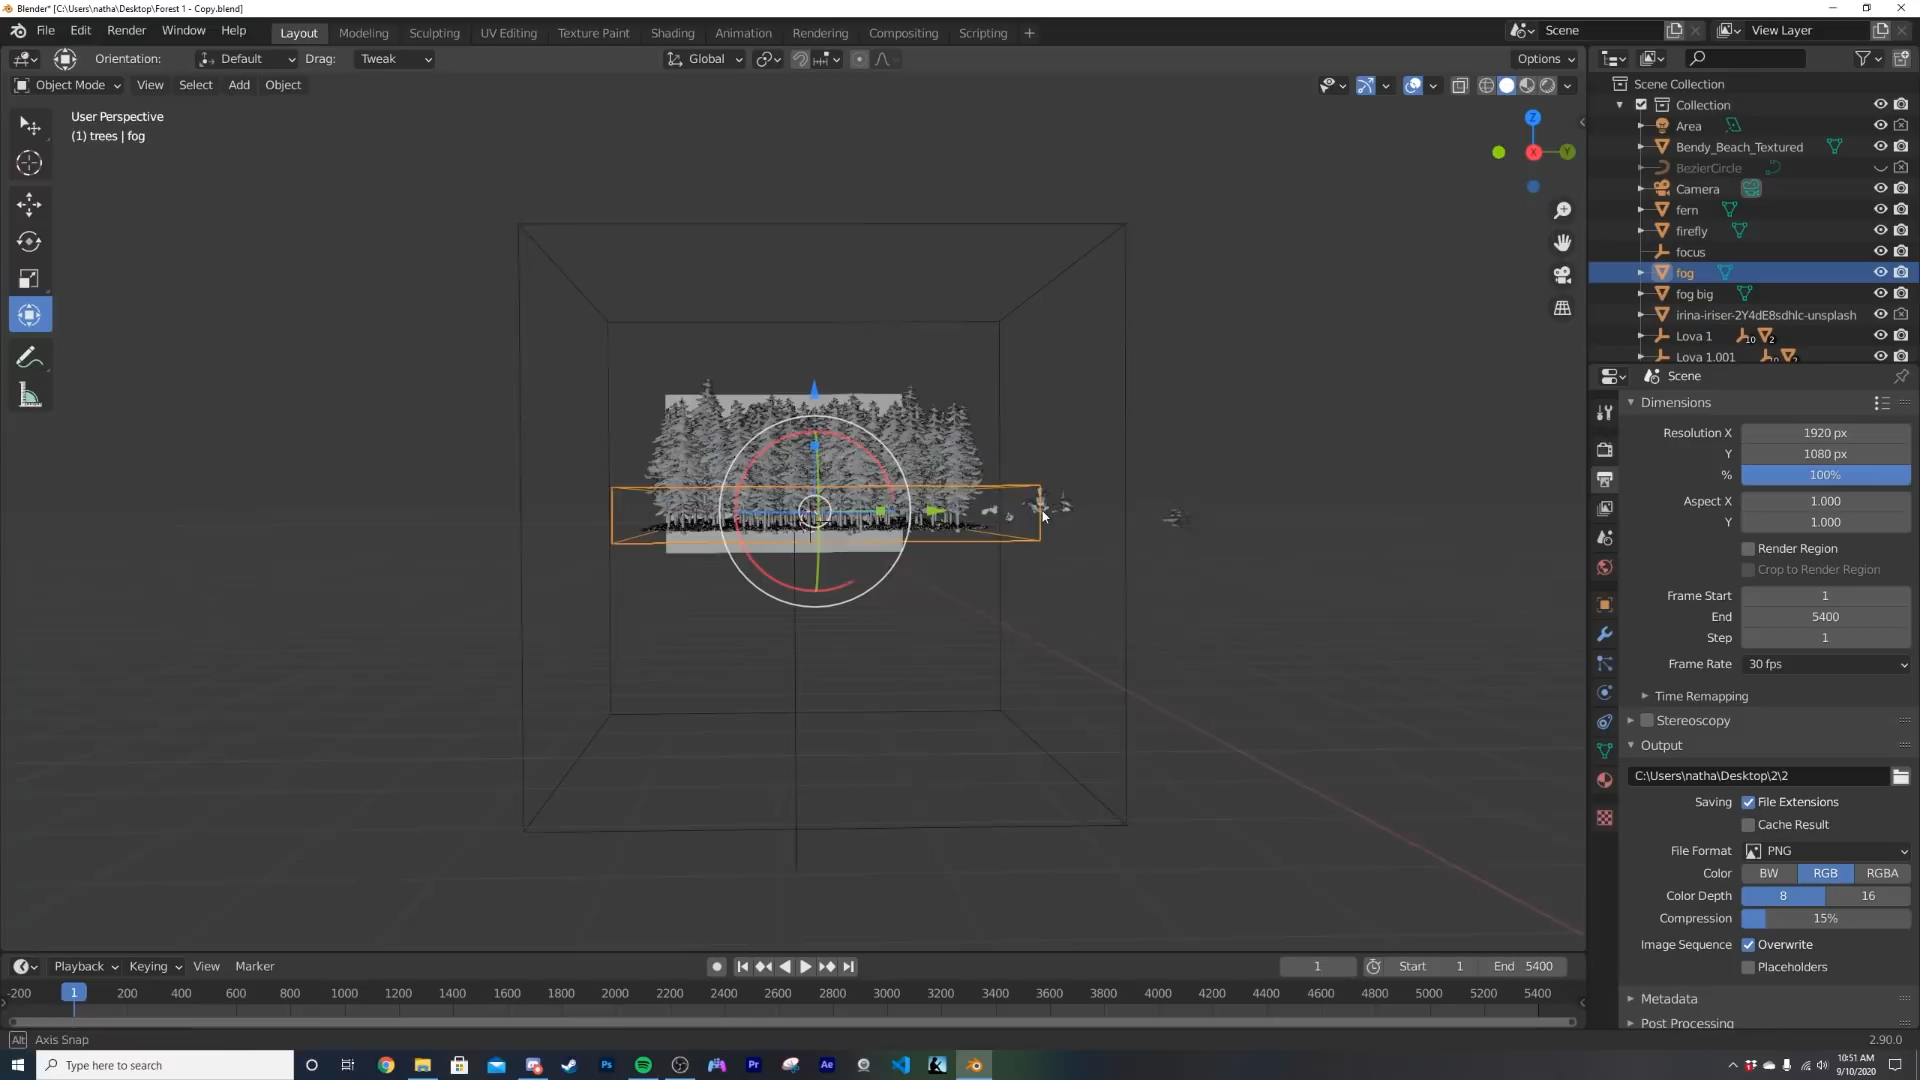 Blender* [C:\Users\natha\Desktop\Forest 1 - Copy.blend]
File Edit Render Window Help Layout Modeling Sculpting UV Editing Texture Paint Shading Animation Rendering Compositing Scripting + Scene View Layer
Orientation: Default Drag: Tweak Global Options
Object Mode View Select Add Object
User Perspective
(1) trees | fog
Z
X
Y
Scene Collection
Collection
Area
Bendy_Beach_Textured
BezierCircle
Camera
fern
firefly
focus
fog
fog big
irina-iriser-2Y4dE8sdhlc-unsplash
Lova 1 10 2
Lova 1.001
Scene
Dimensions
Resolution X 1920 px
Y 1080 px
% 100%
Aspect X 1.000
Y 1.000
Render Region
Crop to Render Region
Frame Start 1
End 5400
Step 1
Frame Rate 30 fps
Time Remapping
Stereoscopy
Output
C:\Users\natha\Desktop\2\2
Saving File Extensions
Cache Result
File Format PNG
Color BW RGB RGBA
Color Depth 8 16
Compression 15%
Image Sequence Overwrite
Placeholders
Metadata
Post Processing
Playback Keying View Marker 1 Start 1 End 5400
-200 1 200 400 600 800 1000 1200 1400 1600 1800 2000 2200 2400 2600 2800 3000 3200 3400 3600 3800 4000 4200 4400 4600 4800 5000 5200 5400
Alt Axis Snap 2.90.0
Type here to search Ps Pr Ae 10:51 AM
9/10/2020